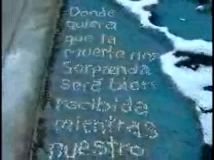 Donde
quiera
que la
muerte nos
Sorprenda
será bien
recibida
mientras
nuestro